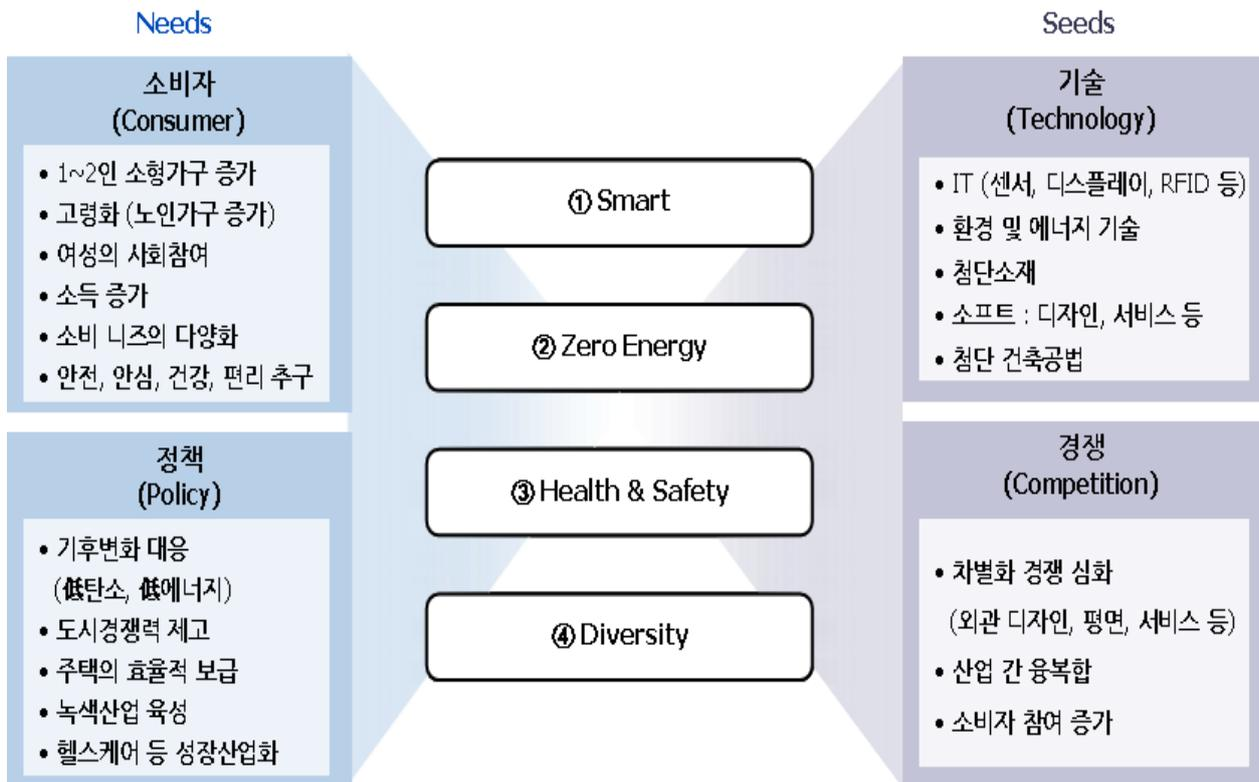 Needs
소비자
(Consumer)
• 1~2인 소형가구 증가
• 고령화 (노인가구 증가)
• 여성의 사회참여
• 소득 증가
• 소비 니즈의 다양화
• 안전, 안심, 건강, 편리 추구
정책
(Policy)
• 기후변화 대응
(低탄소, 低에너지)
• 도시경쟁력 제고
• 주택의 효율적 보급
• 녹색산업 육성
• 헬스케어 등 성장산업화
① Smart
② Zero Energy
③ Health & Safety
④ Diversity
Seeds
기술
(Technology)
• IT (센서, 디스플레이, RFID 등)
• 환경 및 에너지 기술
• 첨단소재
• 소프트 : 디자인, 서비스 등
• 첨단 건축공법
경쟁
(Competition)
• 차별화 경쟁 심화
(외관 디자인, 평면, 서비스 등)
• 산업 간 융복합
• 소비자 참여 증가